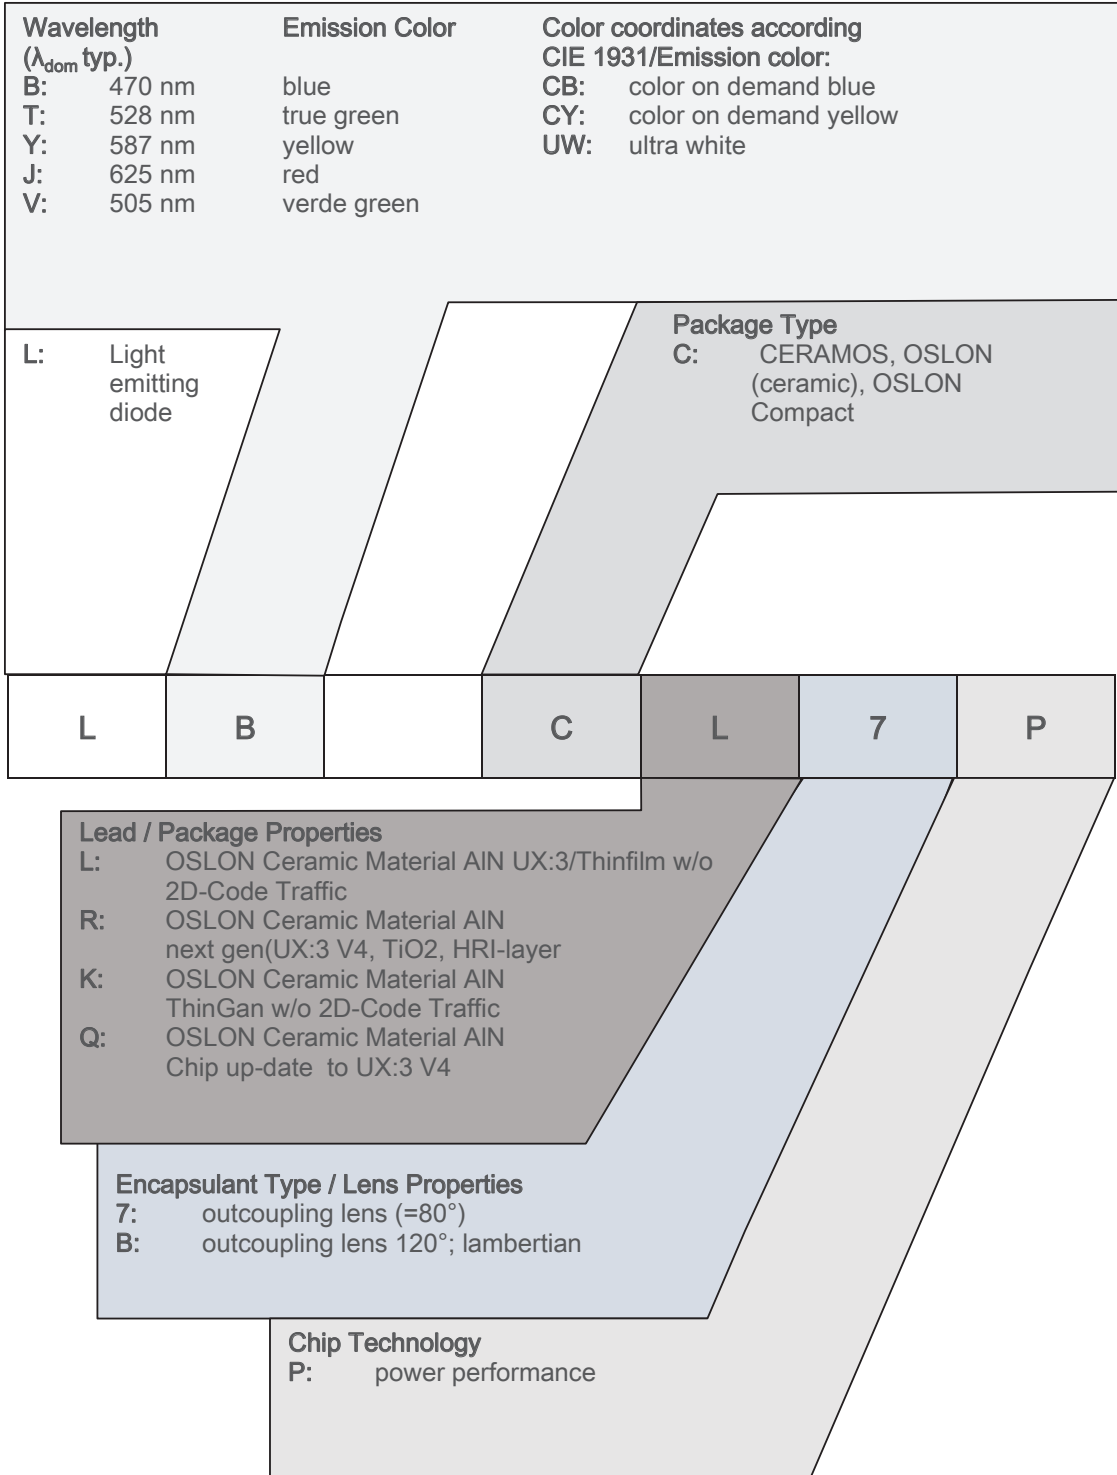 Wavelength Emission Color Color coordinates according
(λdom typ.) CIE 1931/Emission color:
B: 470 nm blue CB: color on demand blue
T: 528 nm true green CY: color on demand yellow
Y: 587 nm yellow UW: ultra white
J: 625 nm red
V: 505 nm verde green
Package Type
L: Light C: CERAMOS, OSLON
emitting (ceramic), OSLON
diode Compact
L B C L 7 P
Lead / Package Properties
L: OSLON Ceramic Material AlN UX:3/Thinfilm w/o
2D-Code Traffic
R: OSLON Ceramic Material AlN
next gen(UX:3 V4, TiO2, HRI-layer
K: OSLON Ceramic Material AlN
ThinGan w/o 2D-Code Traffic
Q: OSLON Ceramic Material AlN
Chip up-date to UX:3 V4
Encapsulant Type / Lens Properties
7: outcoupling lens (=80°)
B: outcoupling lens 120°; lambertian
Chip Technology
P: power performance